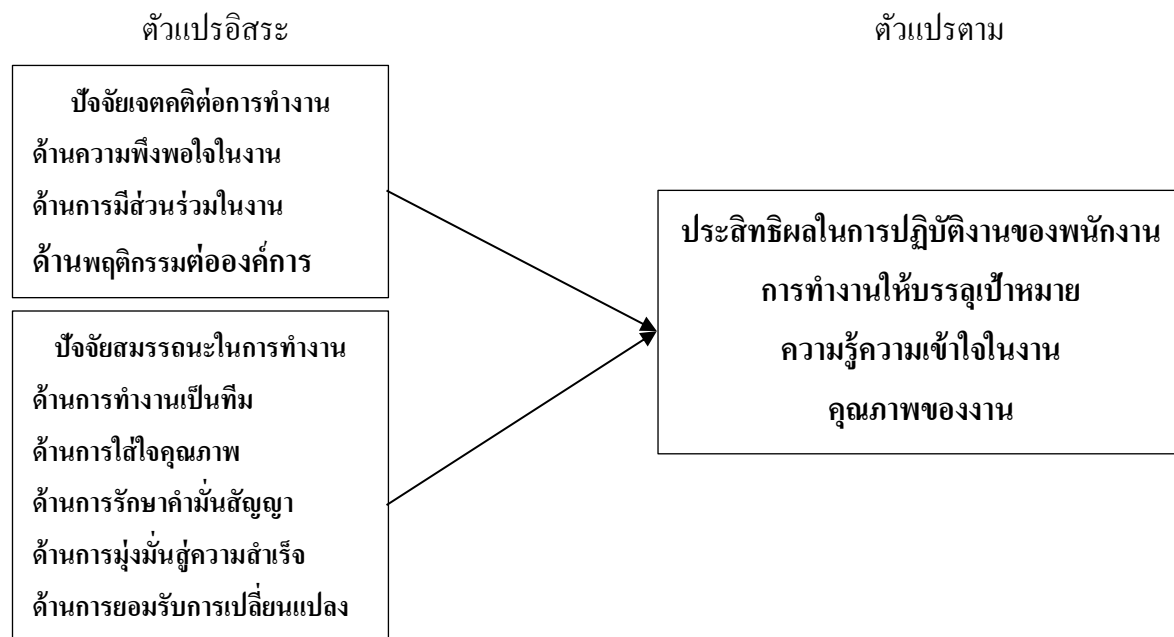 ตัวแปรอิสระ
ตัวแปรตาม
ปัจจัยเจตคติต่อการทำงาน
ด้านความพึงพอใจในงาน
ด้านการมีส่วนร่วมในงาน
ด้านพฤติกรรมต่อองค์การ
ปัจจัยสมรรถนะในการทำงาน
ด้านการทำงานเป็นทีม
ด้านการใส่ใจคุณภาพ
ด้านการรักษาคำมั่นสัญญา
ด้านการมุ่งมั่นสู่ความสำเร็จ
ด้านการยอมรับการเปลี่ยนแปลง
ประสิทธิผลในการปฏิบัติงานของพนักงาน
การทำงานให้บรรลุเป้าหมาย
ความรู้ความเข้าใจในงาน
คุณภาพของงาน